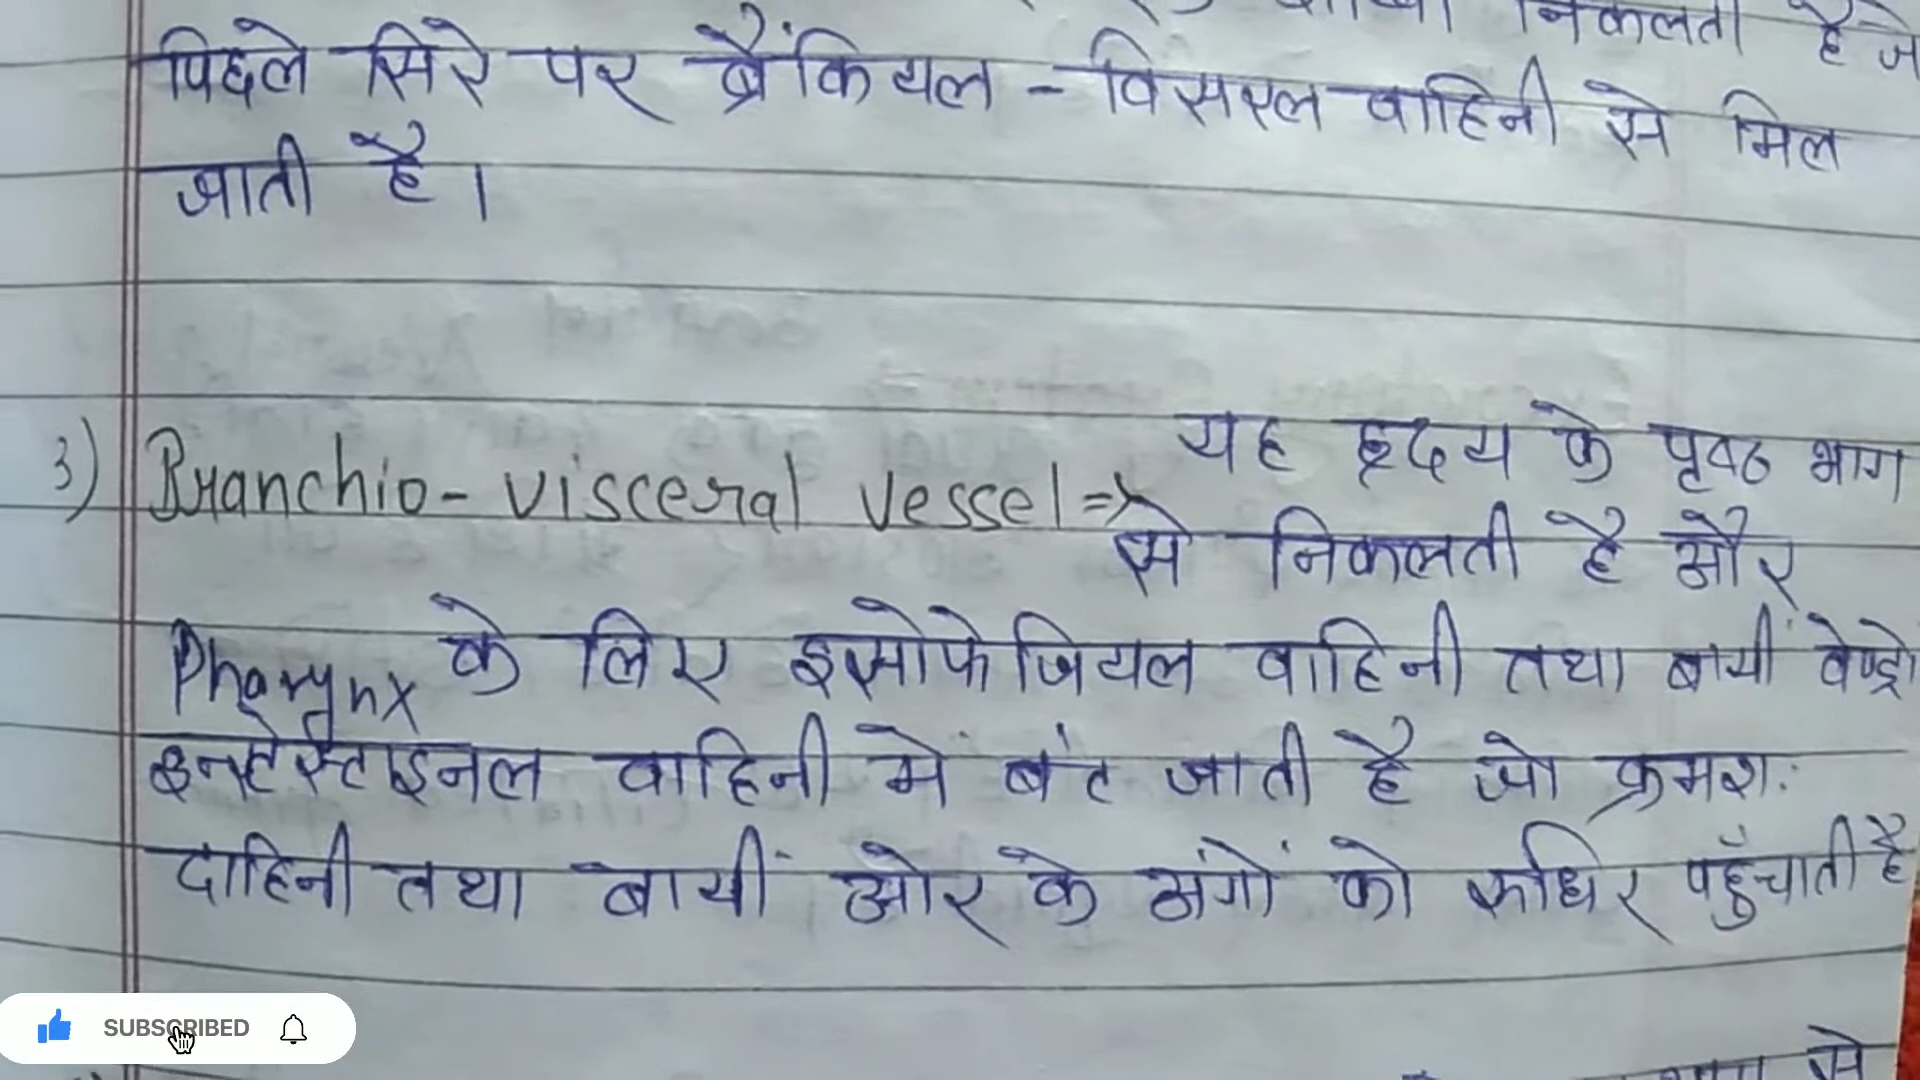 निकलती है जो
पिछले सिरे पर ब्रैंकियल - विसरल वाहिनी से मिल
जाती है।
3) Branchio - visceral vessel => यह हृदय के पृष्ठ भाग
से निकलती है और
Pharynx के लिए इसोफेजियल वाहिनी तथा बायीं वेण्ट्रो
इन्टेस्टाइनल वाहिनी में बंट जाती है जो क्रमश:
दाहिनी तथा बायीं ओर के अंगों को रूधिर पहुँचाती है
SUBSCRIBED
से